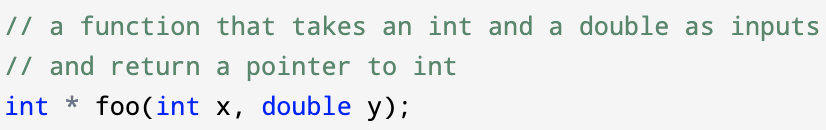 // a function that takes an int and a double as inputs
// and return a pointer to int
int * foo(int x, double y);